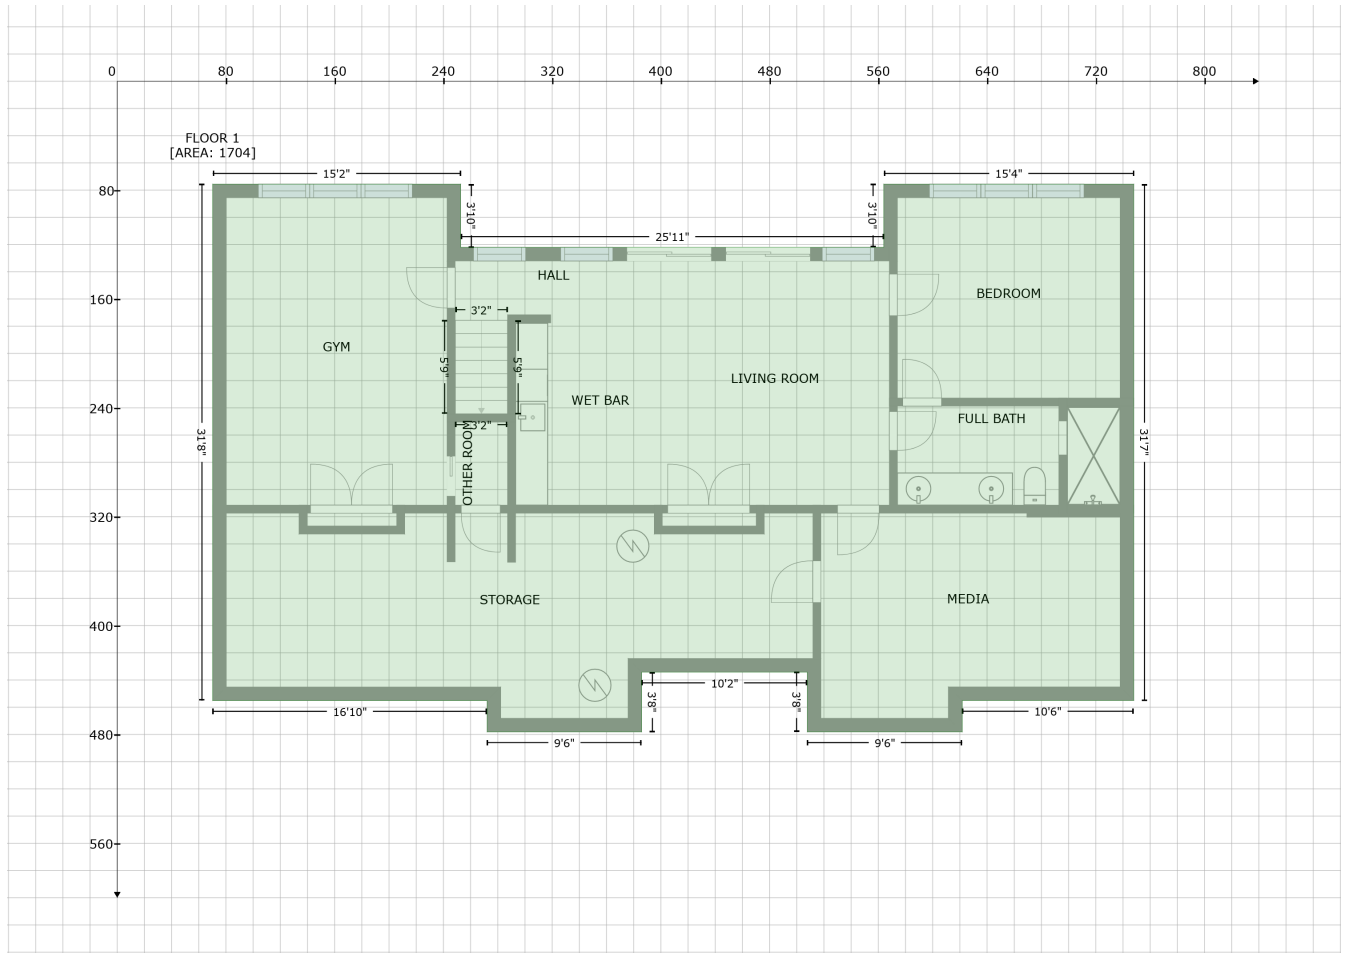 0 80 160 240 320 400 480 560 640 720 800
FLOOR 1
[AREA: 1704]
15'2"
15'4"
80
3'10"
3'10"
25'11"
HALL
BEDROOM
160
3'2"
GYM
5'9"
5'9"
LIVING ROOM
WET BAR
240
FULL BATH
3'2"
31'8"
31'7"
OTHER ROOM
320
STORAGE
MEDIA
400
10'2"
3'8"
3'8"
16'10"
10'6"
480
9'6"
9'6"
560